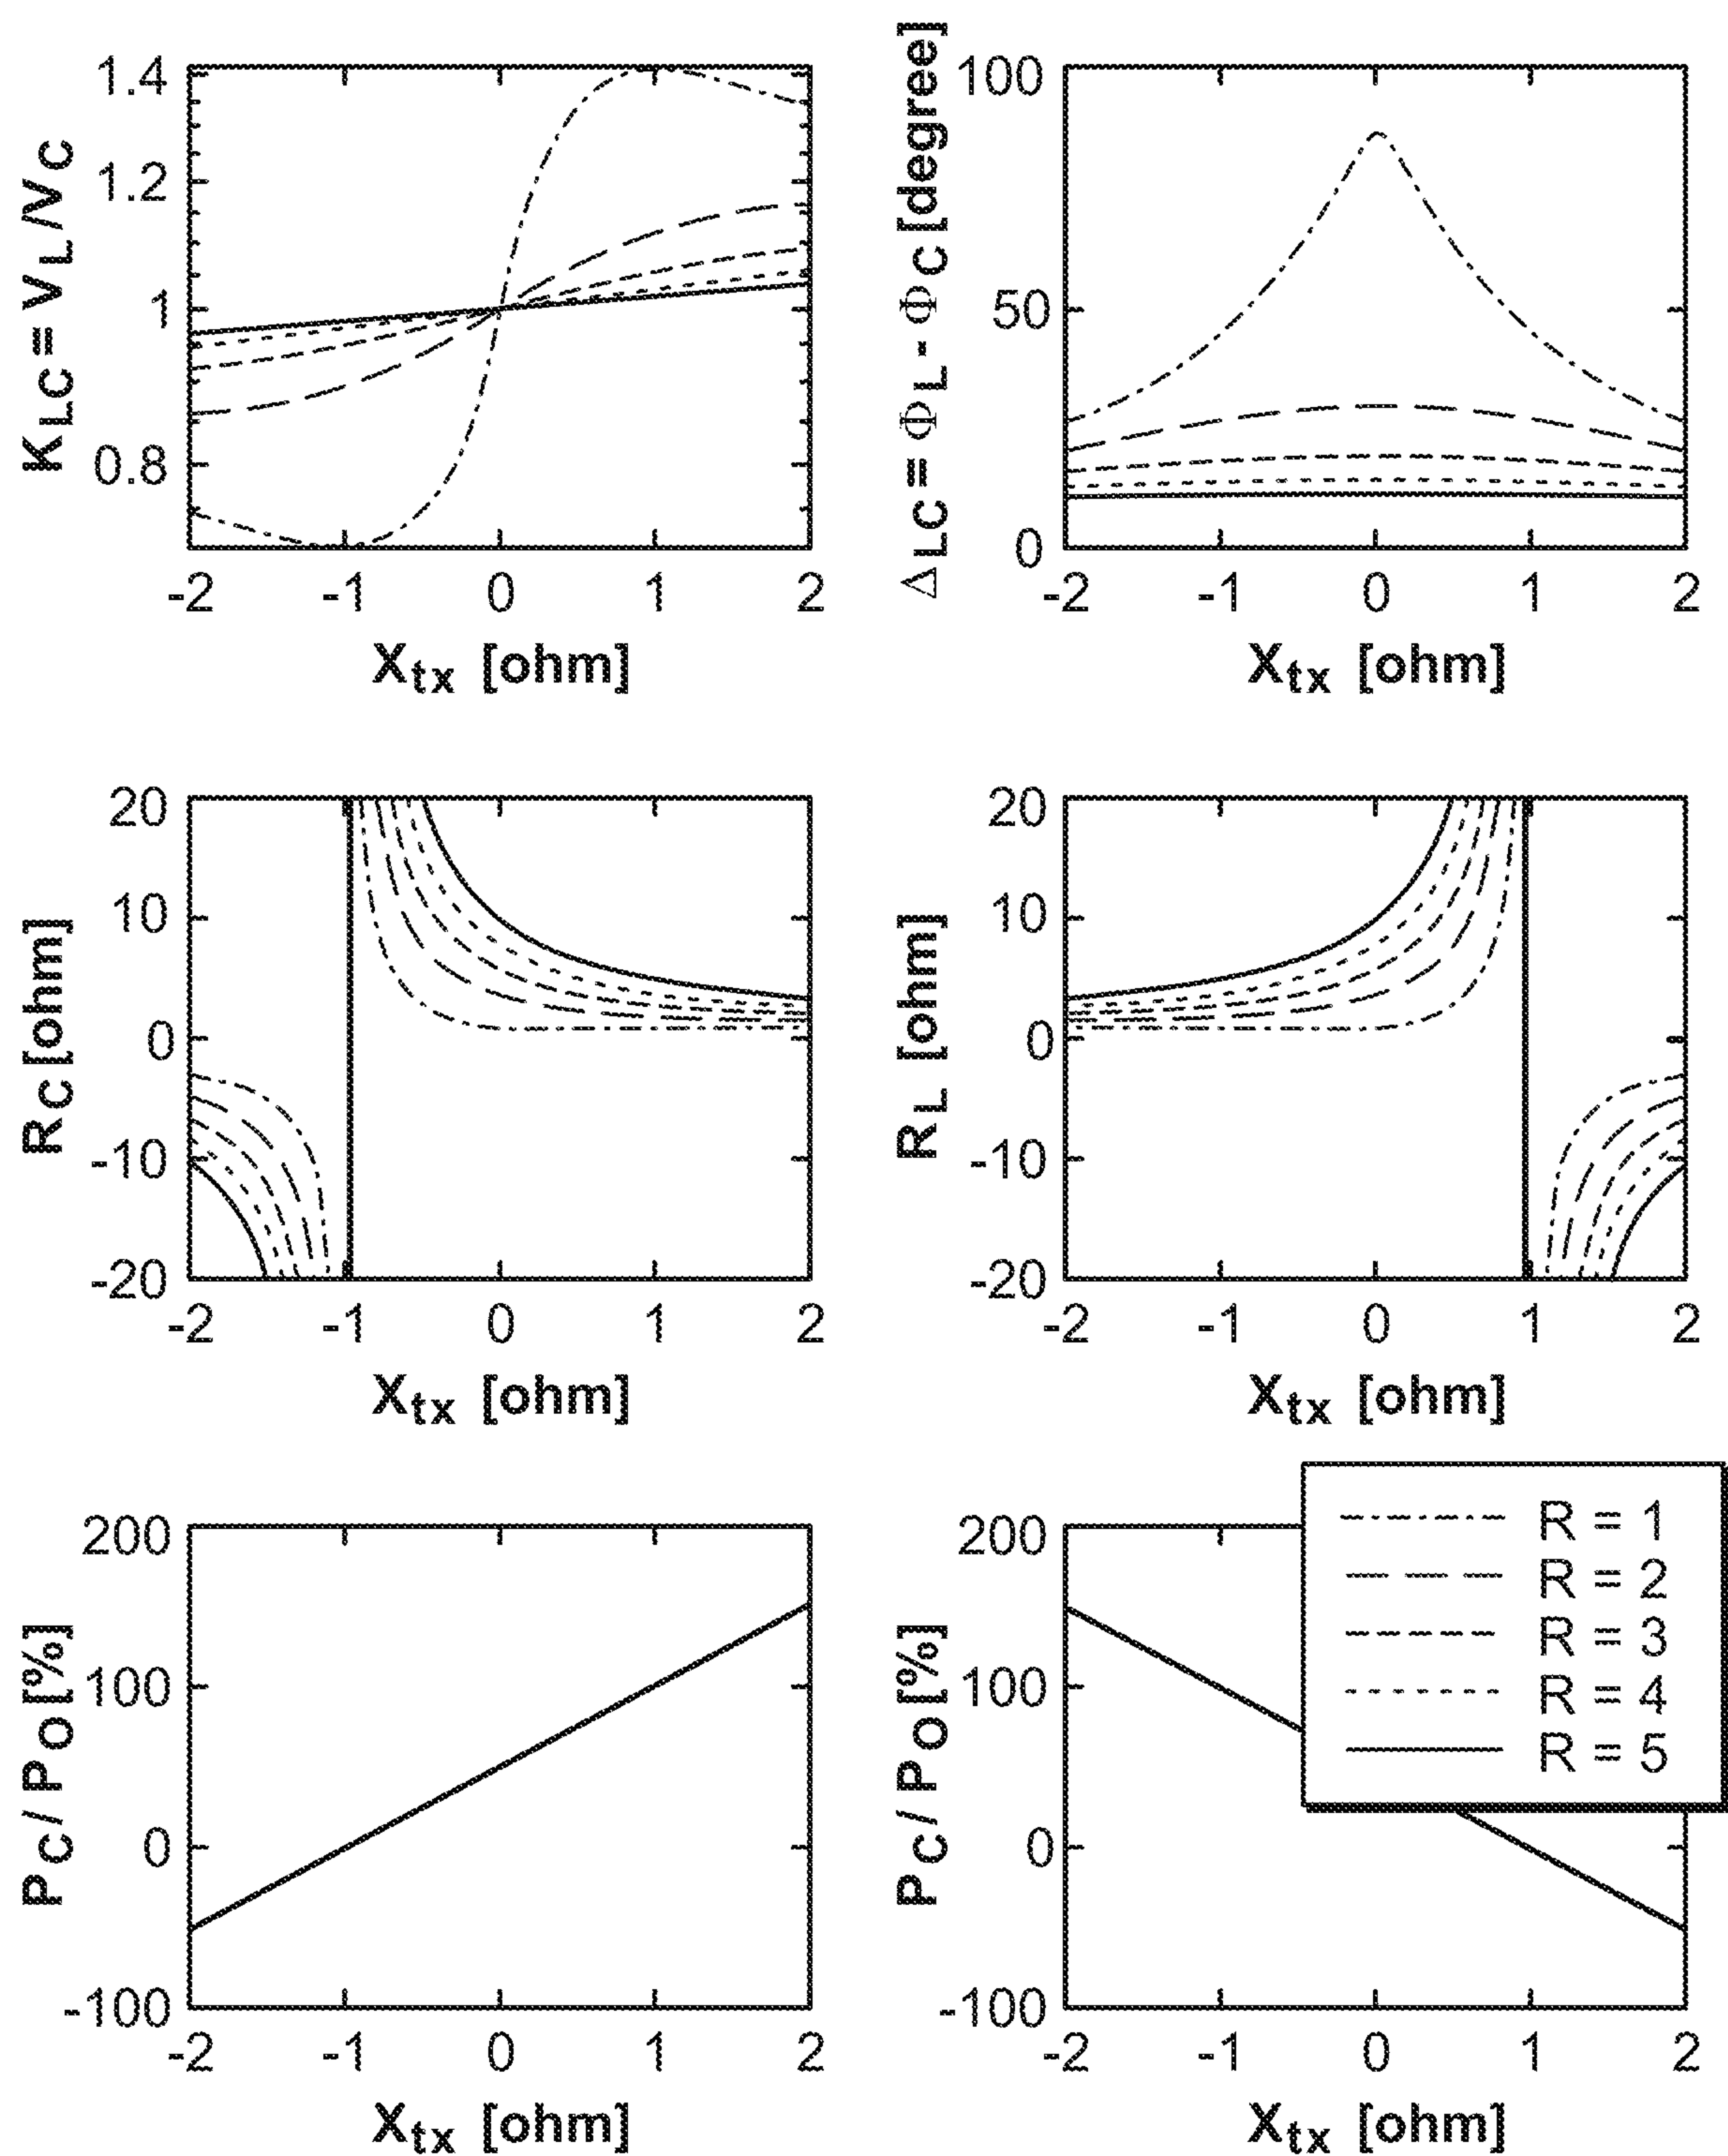 K_LC = V_L/V_C
1.4
1.2
1
0.8
-2 -1 0 1 2
X_tx [ohm]
Δ_LC = Φ_L - Φ_C [degree]
100
50
0
-2 -1 0 1 2
X_tx [ohm]
R_C [ohm]
20
10
0
-10
-20
-2 -1 0 1 2
X_tx [ohm]
R_L [ohm]
20
10
0
-10
-20
-2 -1 0 1 2
X_tx [ohm]
P_C / P_O [%]
200
100
0
-100
-2 -1 0 1 2
X_tx [ohm]
P_C / P_O [%]
200
100
0
-100
-2 -1 0 1 2
X_tx [ohm]
R = 1
R = 2
R = 3
R = 4
R = 5